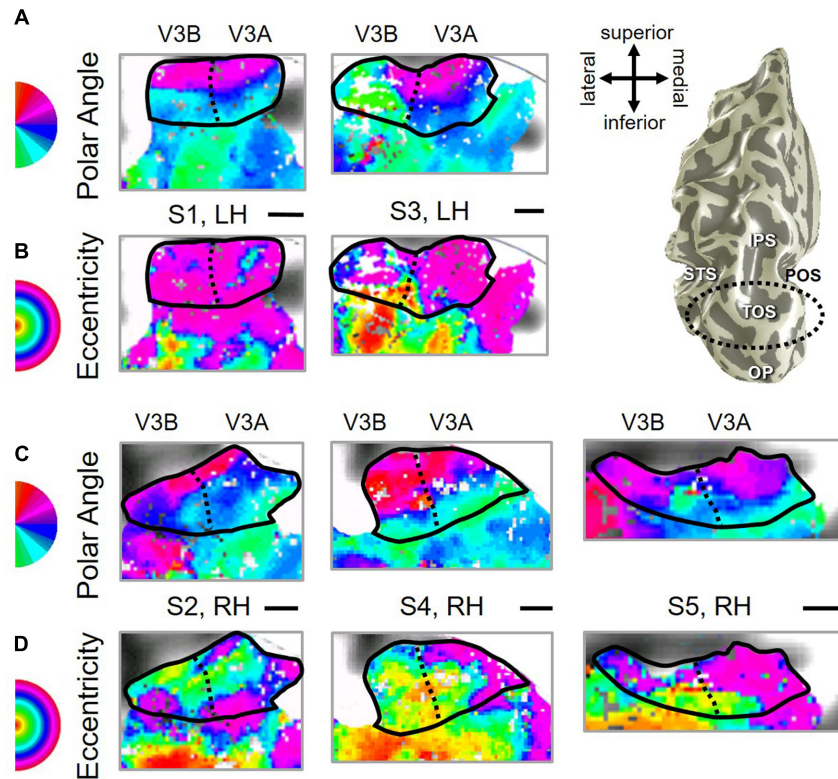 A
V3B V3A V3B V3A
Polar Angle
superior
lateral
medial
inferior
S1, LH S3, LH
B
Eccentricity
IPS
STS POS
TOS
OP
C
V3B V3A V3B V3A V3B V3A
Polar Angle
S2, RH S4, RH S5, RH
D
Eccentricity